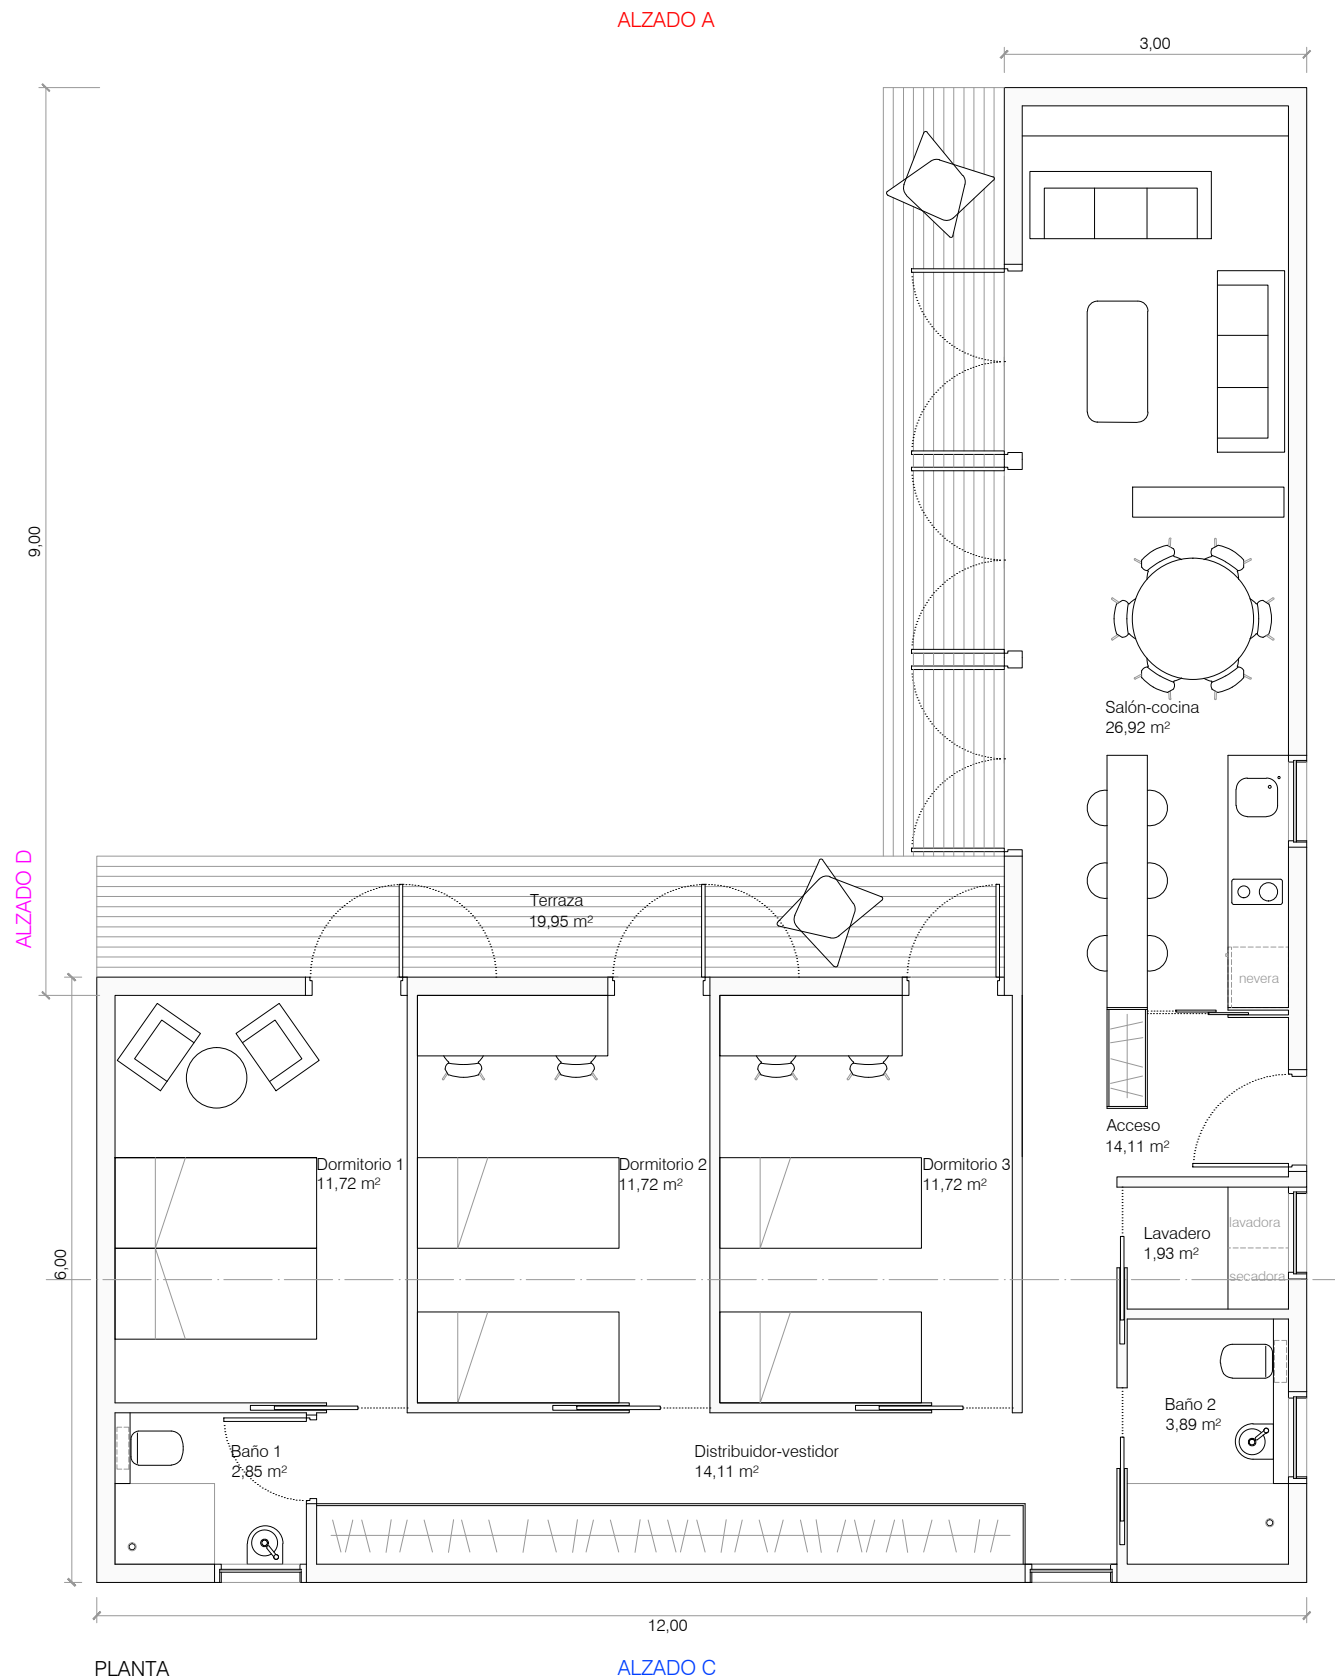 ALZADO A
3,00
9,00
Salón-cocina
26,92 m²
ALZADO D
Terraza
19,95 m²
nevera
Acceso
14,11 m²
Dormitorio 1
11,72 m²
Dormitorio 2
11,72 m²
Dormitorio 3
11,72 m²
lavadora
Lavadero
1,93 m²
secadora
6,00
Baño 2
3,89 m²
Baño 1
2,85 m²
Distribuidor-vestidor
14,11 m²
12,00
PLANTA
ALZADO C